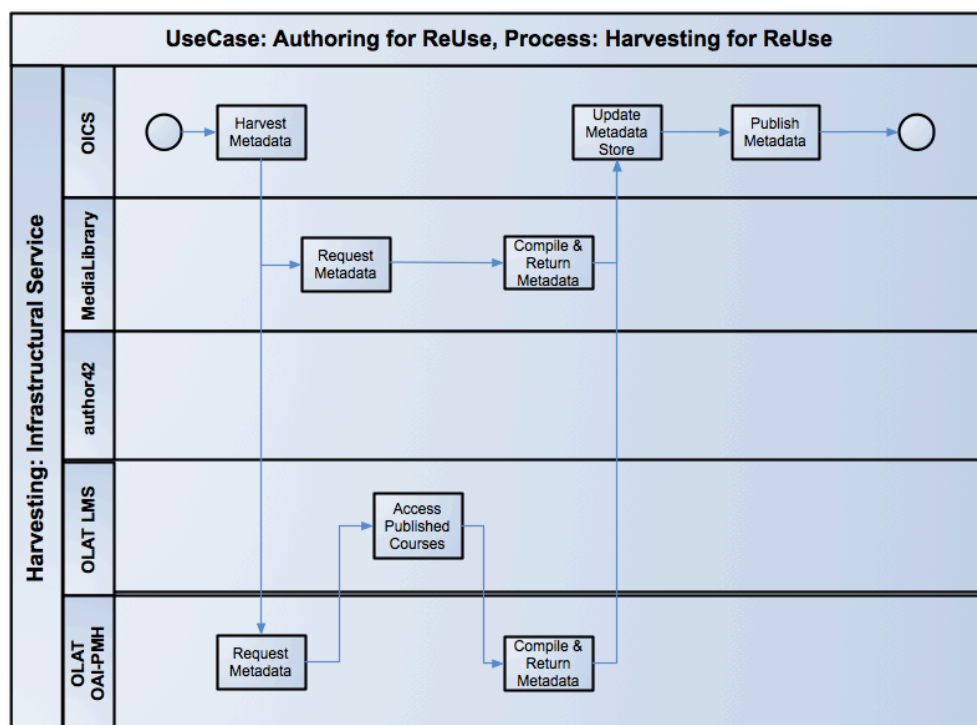 UseCase: Authoring for ReUse, Process: Harvesting for ReUse
Harvesting: Infrastructural Service
OICS
Harvest
Metadata
Update
Metadata
Store
Publish
Metadata
MediaLibrary
Request
Metadata
Compile &
Return
Metadata
author42
OLAT LMS
Access
Published
Courses
OLAT
OAI-PMH
Request
Metadata
Compile &
Return
Metadata